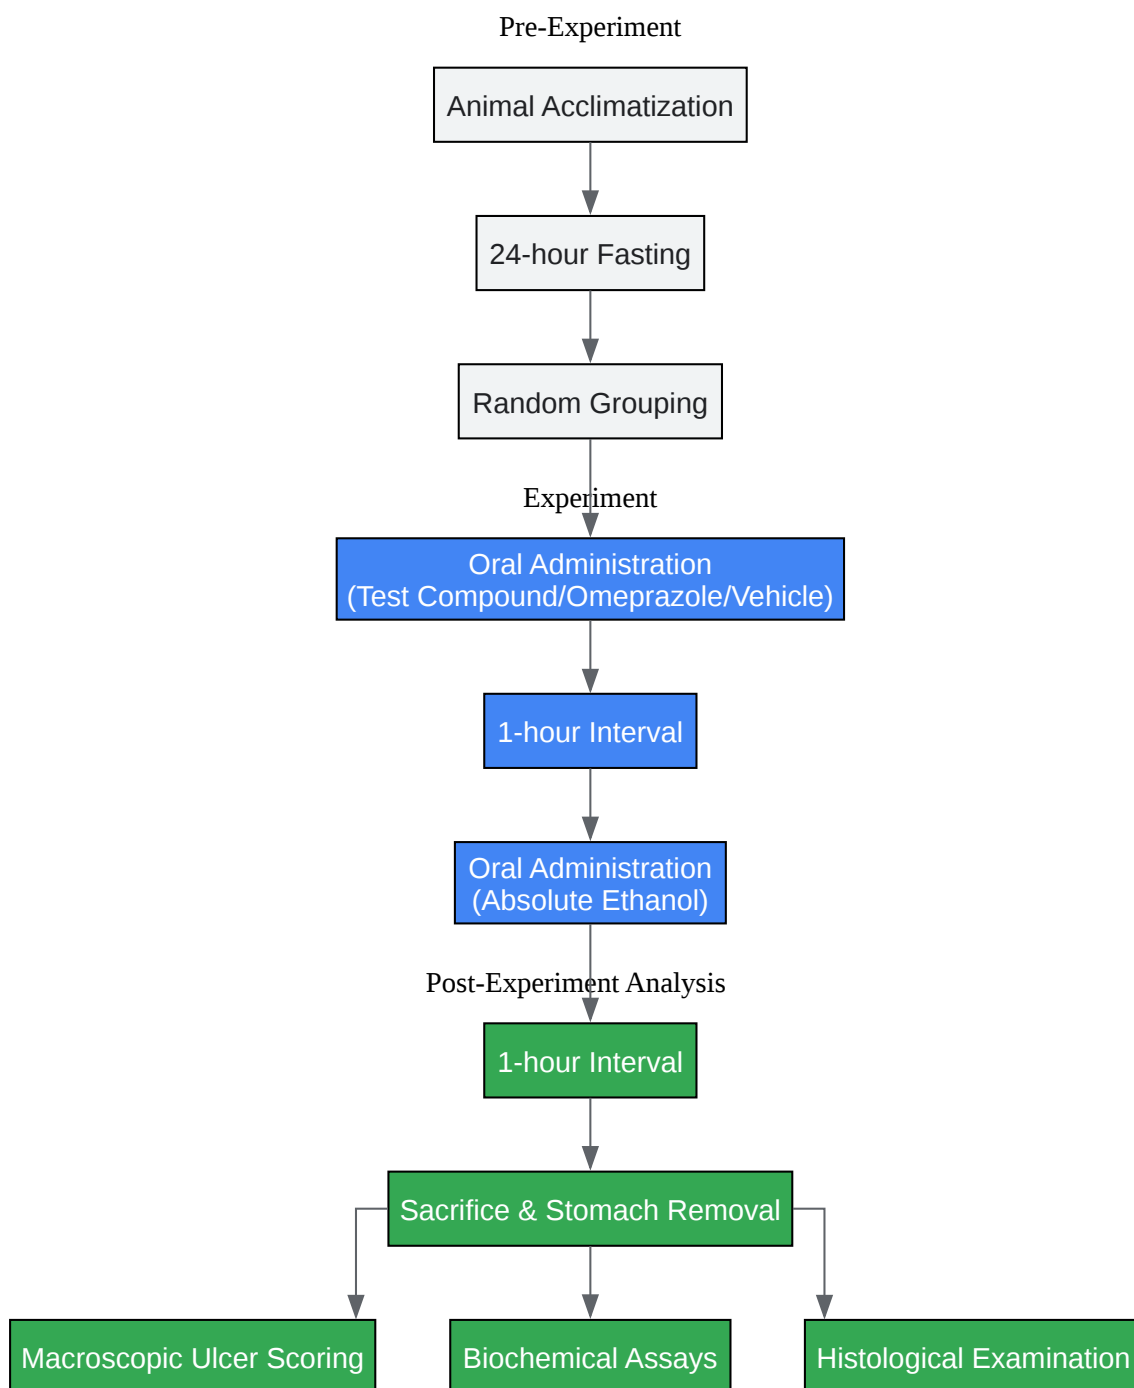 Pre-Experiment
Animal Acclimatization
24-hour Fasting
Random Grouping
Experiment
Oral Administration
(Test Compound/Omeprazole/Vehicle)
1-hour Interval
Oral Administration
(Absolute Ethanol)
Post-Experiment Analysis
1-hour Interval
Sacrifice & Stomach Removal
Macroscopic Ulcer Scoring
Biochemical Assays
Histological Examination